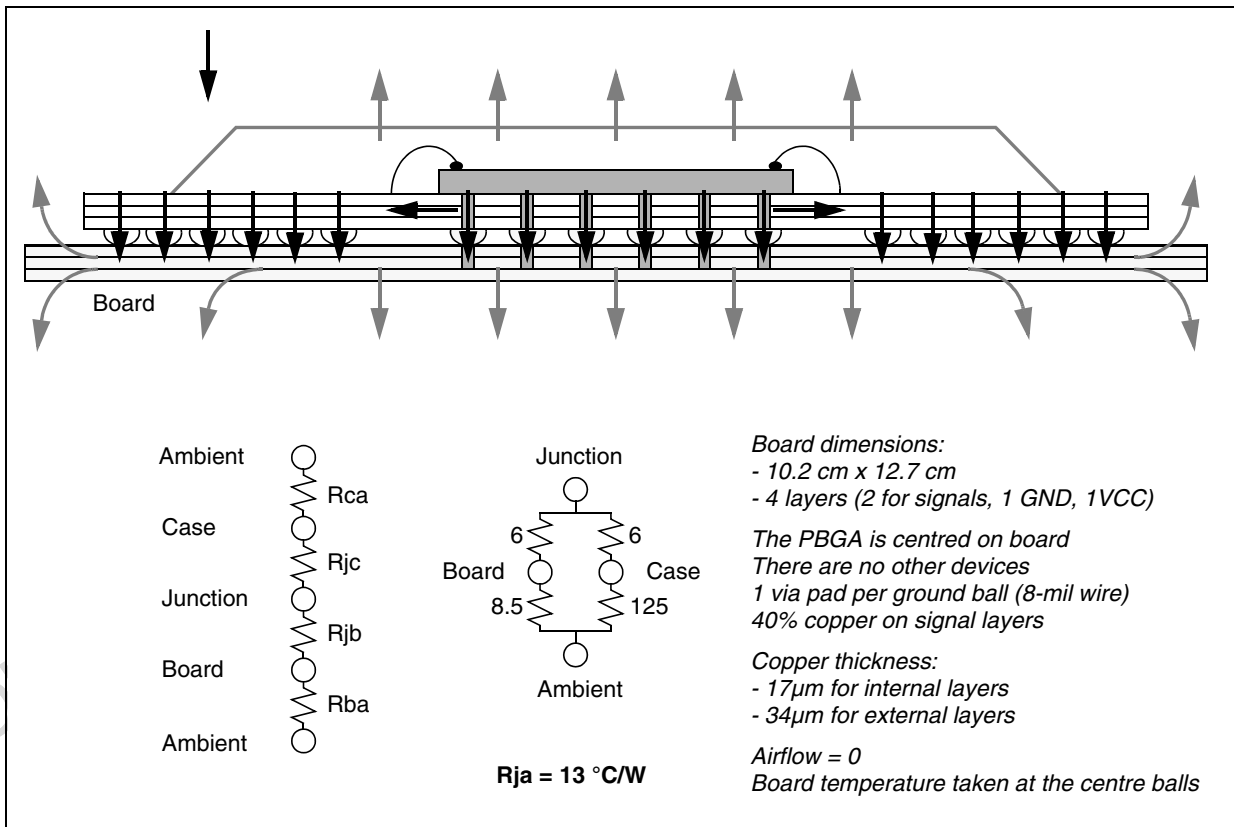 Board
Ambient
Rca
Case
Rjc
Junction
Rjb
Board
Rba
Ambient
Junction
6
6
Board
Case
8.5
125
Ambient
Rja = 13 °C/W
Board dimensions:
- 10.2 cm x 12.7 cm
- 4 layers (2 for signals, 1 GND, 1VCC)
The PBGA is centred on board
There are no other devices
1 via pad per ground ball (8-mil wire)
40% copper on signal layers
Copper thickness:
- 17µm for internal layers
- 34µm for external layers
Airflow = 0
Board temperature taken at the centre balls